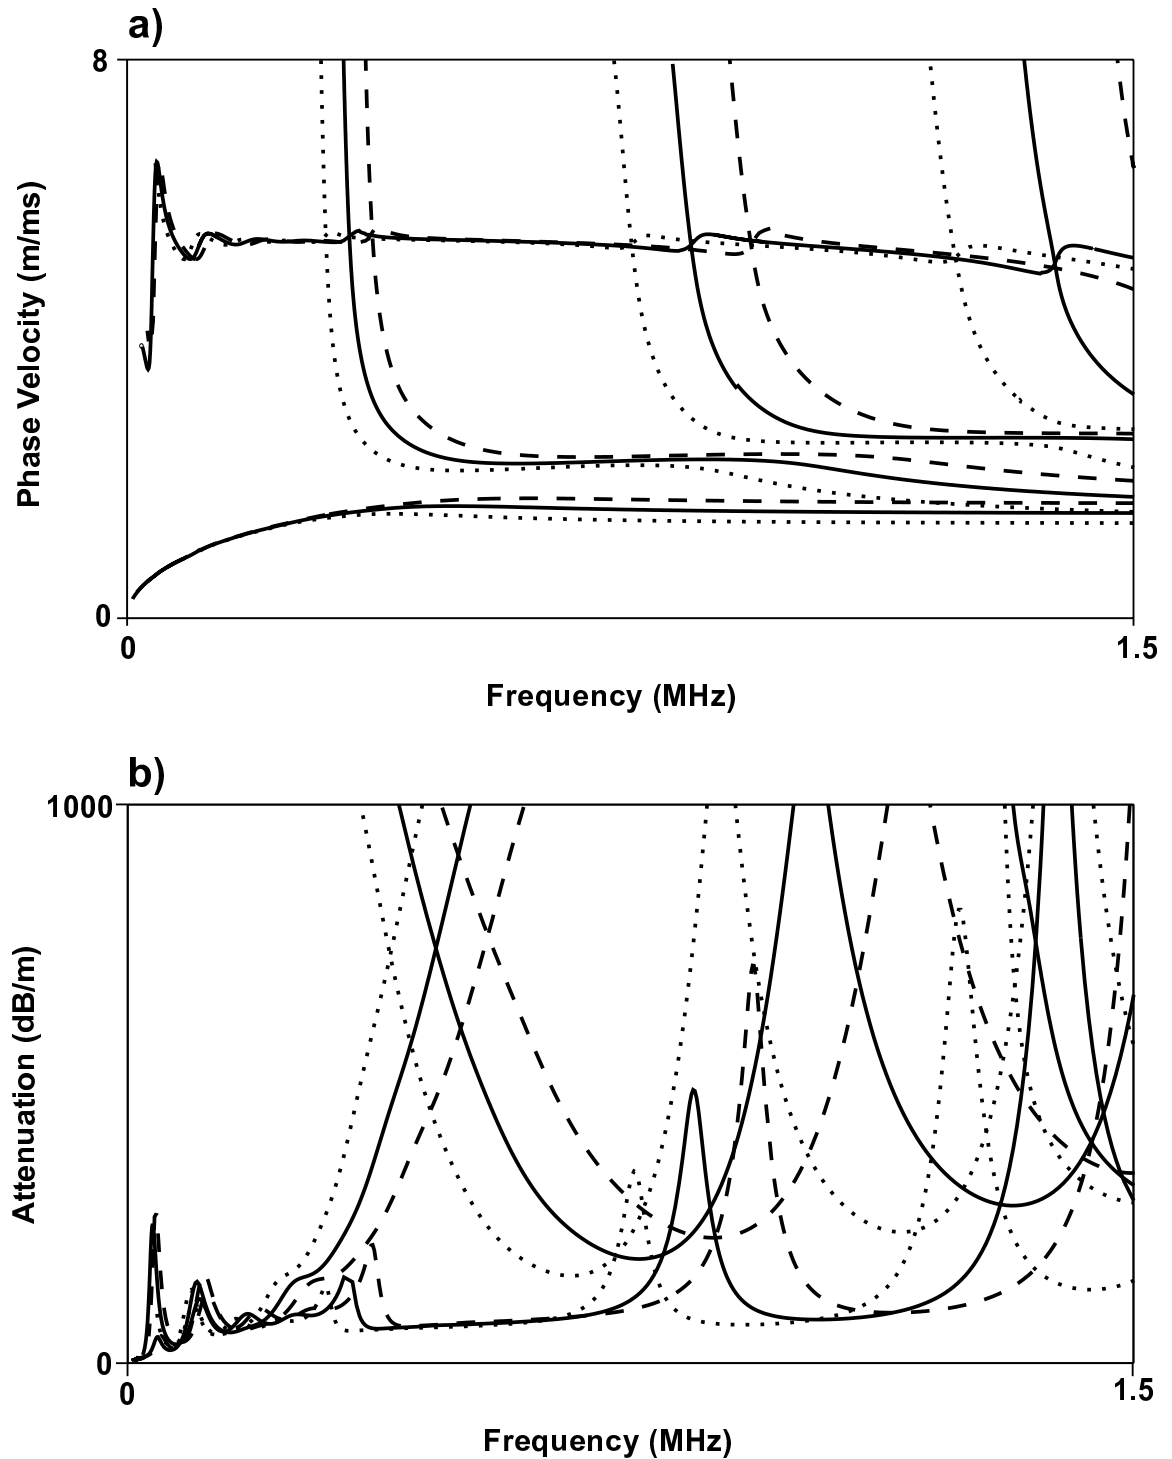 a)
8
Phase Velocity (m/ms)
0
0
1.5
Frequency (MHz)
b)
1000
Attenuation (dB/m)
0
0
1.5
Frequency (MHz)